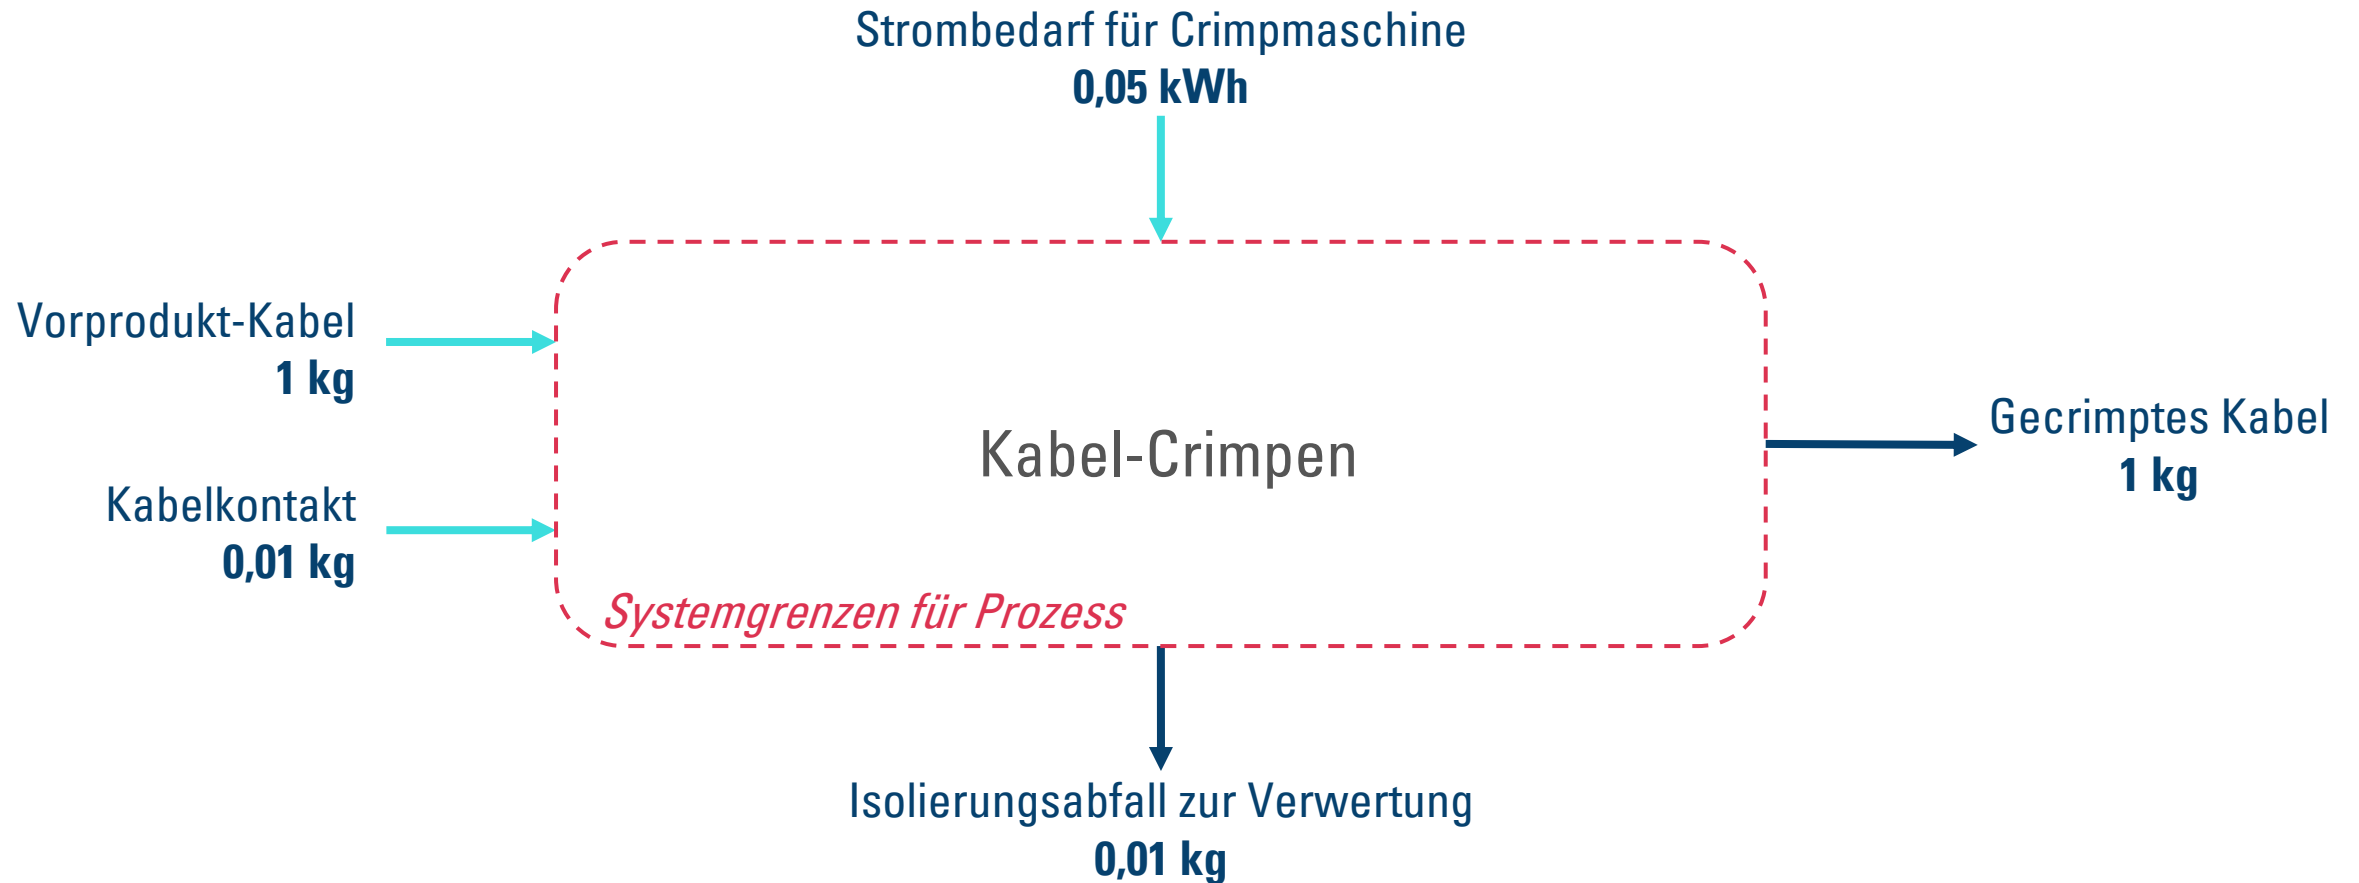 Strombedarf für Crimpmaschine
0,05 kWh
Vorprodukt-Kabel
1 kg
Kabelkontakt
0,01 kg
Kabel-Crimpen
Systemgrenzen für Prozess
Gecrimptes Kabel
1 kg
Isolierungsabfall zur Verwertung
0,01 kg